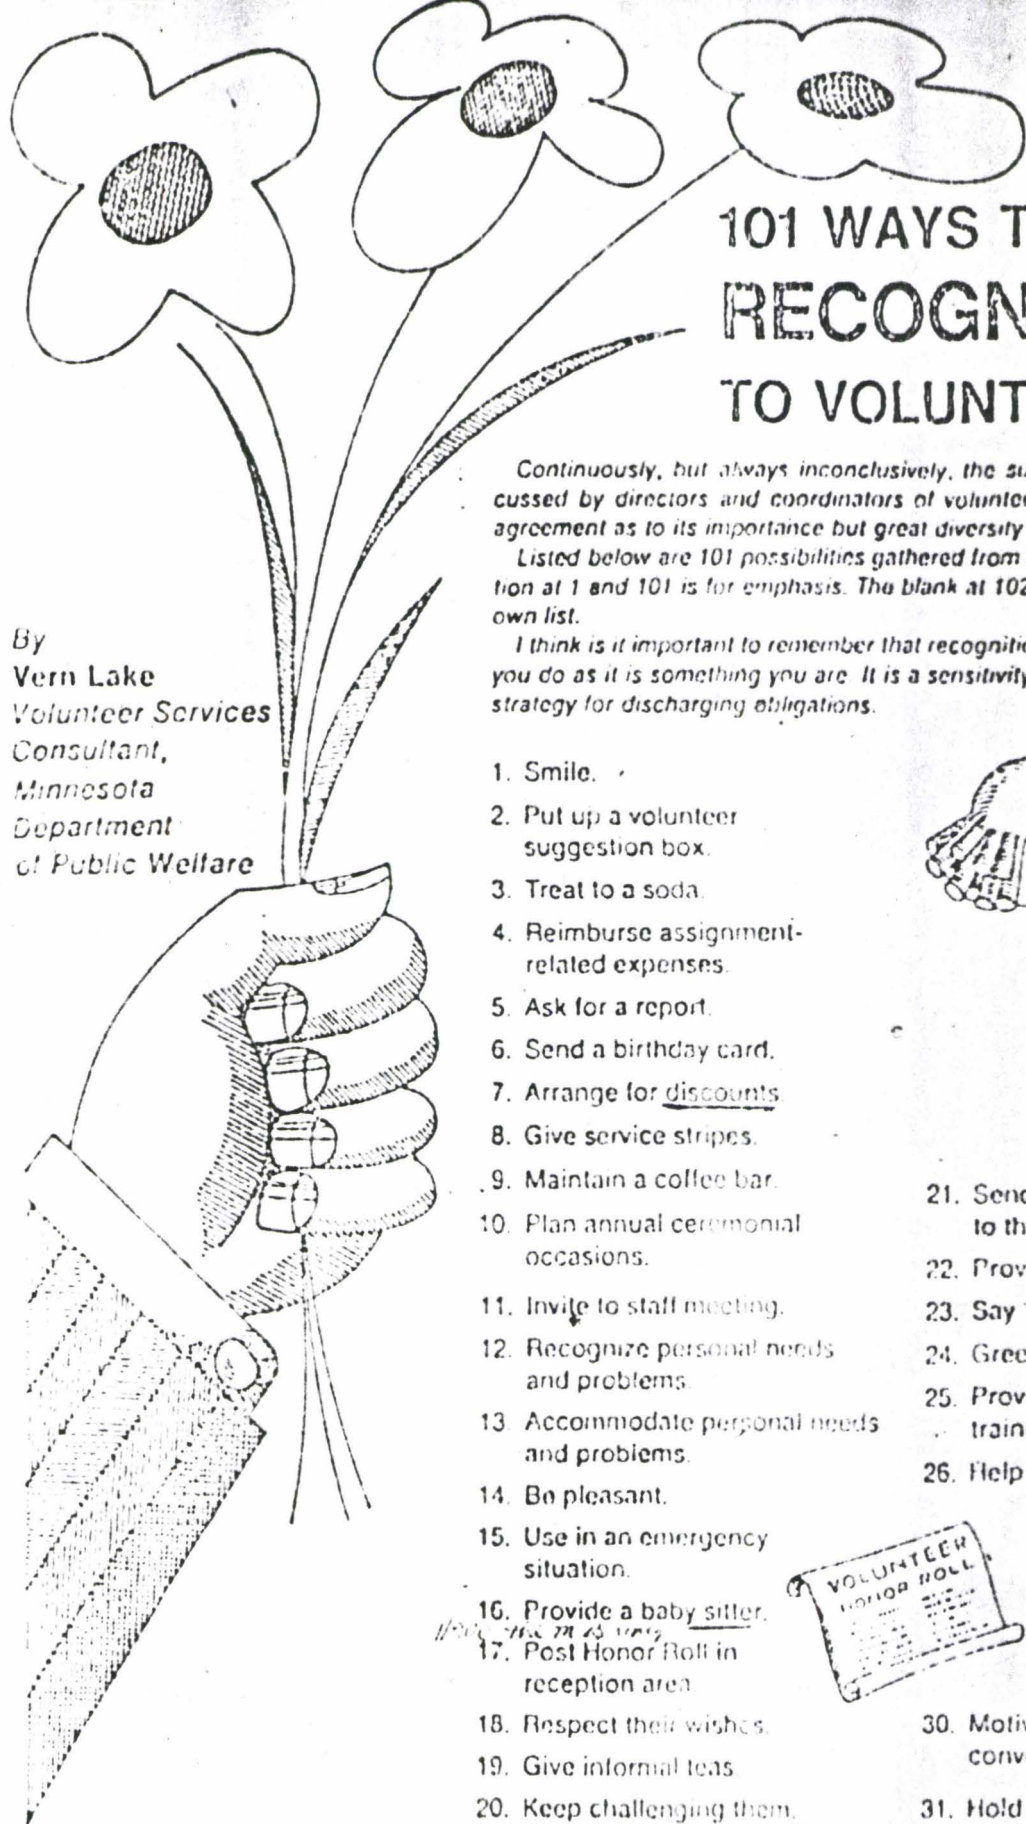 101 WAYS T
RECOGN
TO VOLUNT
Continuously, but always inconclusively, the su
cussed by directors and coordinators of voluntee
agreement as to its importance but great diversity
Listed below are 101 possibilities gathered from
tion at 1 and 101 is for emphasis. The blank at 102
own list.
I think is it important to remember that recognitio
you do as it is something you are. It is a sensitivity
strategy for discharging obligations.
By
Vern Lake
Volunteer Services
Consultant,
Minnesota
Department
of Public Welfare
1. Smile.
2. Put up a volunteer
suggestion box.
3. Treat to a soda.
4. Reimburse assignment-
related expenses.
5. Ask for a report.
6. Send a birthday card.
7. Arrange for discounts.
8. Give service stripes.
9. Maintain a coffee bar.
10. Plan annual ceremonial
occasions.
11. Invite to staff meeting.
12. Recognize personal needs
and problems.
13. Accommodate personal needs
and problems.
14. Be pleasant.
15. Use in an emergency
situation.
16. Provide a baby sitter.
17. Post Honor Roll in
reception area.
18. Respect their wishes.
19. Give informal teas.
20. Keep challenging them.
21. Send
to th
22. Prov
23. Say
24. Gree
25. Prov
train
26. Help
VOLUNTEER
HONOR ROLL
30. Motiv
conve
31. Hold